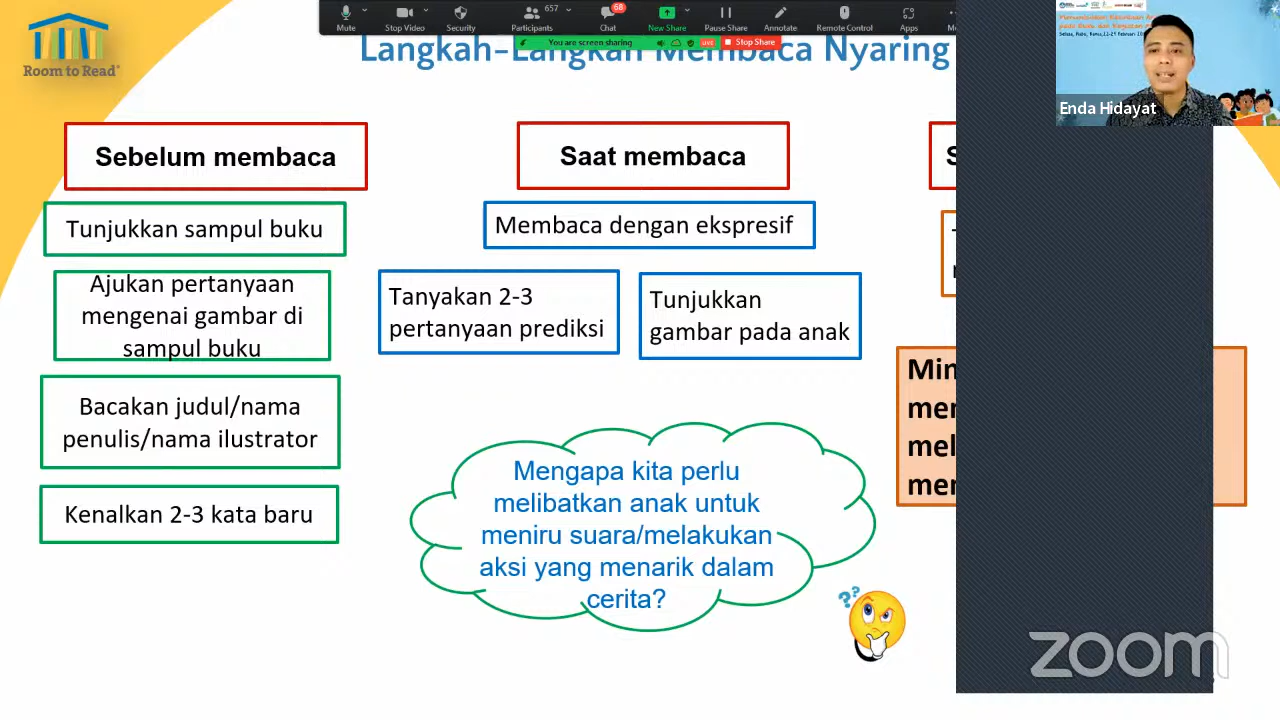 Mute
Stop Video
Security
Participants
657
Chat
68
New Share
Pause Share
Annotate
Remote Control
Apps
You are screen sharing
LIVE
Stop Share
Room to Read
Langkah-Langkah Membaca Nyaring
Enda Hidayat
Sebelum membaca
Tunjukkan sampul buku
Ajukan pertanyaan
mengenai gambar di
sampul buku
Bacakan judul/nama
penulis/nama ilustrator
Kenalkan 2-3 kata baru
Saat membaca
Membaca dengan ekspresif
Tanyakan 2-3
pertanyaan prediksi
Tunjukkan
gambar pada anak
Mengapa kita perlu
melibatkan anak untuk
meniru suara/melakukan
aksi yang menarik dalam
cerita?
??
zoom